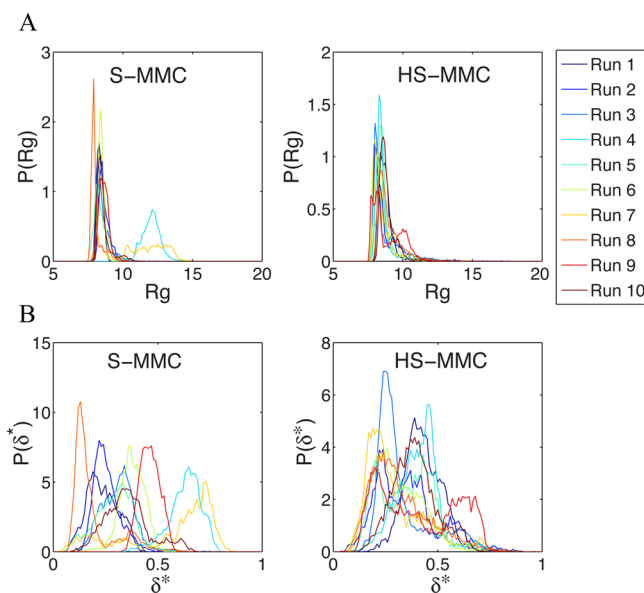 A
S-MMC
P(Rg)
3
2
1
0
5
10
15
20
Rg
HS-MMC
P(Rg)
2
1.5
1
0.5
0
5
10
15
20
Rg
Run 1
Run 2
Run 3
Run 4
Run 5
Run 6
Run 7
Run 8
Run 9
Run 10
B
S-MMC
P(δ*)
15
10
5
0
0
0.5
1
δ*
HS-MMC
P(δ*)
8
6
4
2
0
0
0.5
1
δ*